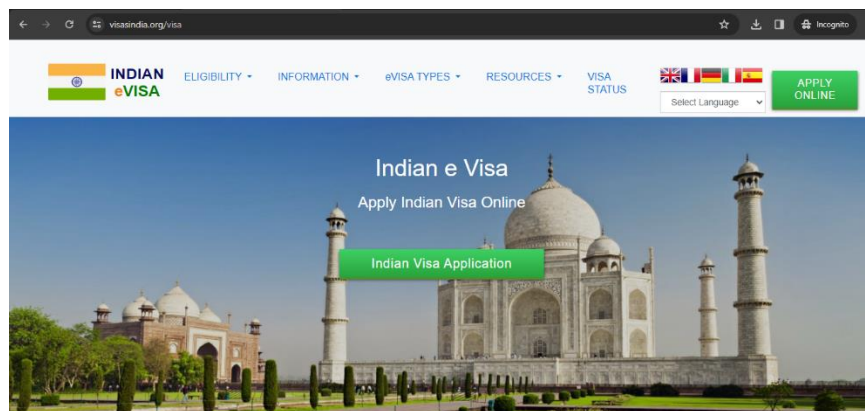 visasindia.org/visa
Incognito
INDIAN
eVISA
ELIGIBILITY
INFORMATION
eVISA TYPES
RESOURCES
VISA
STATUS
Select Language
APPLY
ONLINE
Indian e Visa
Apply Indian Visa Online
Indian Visa Application